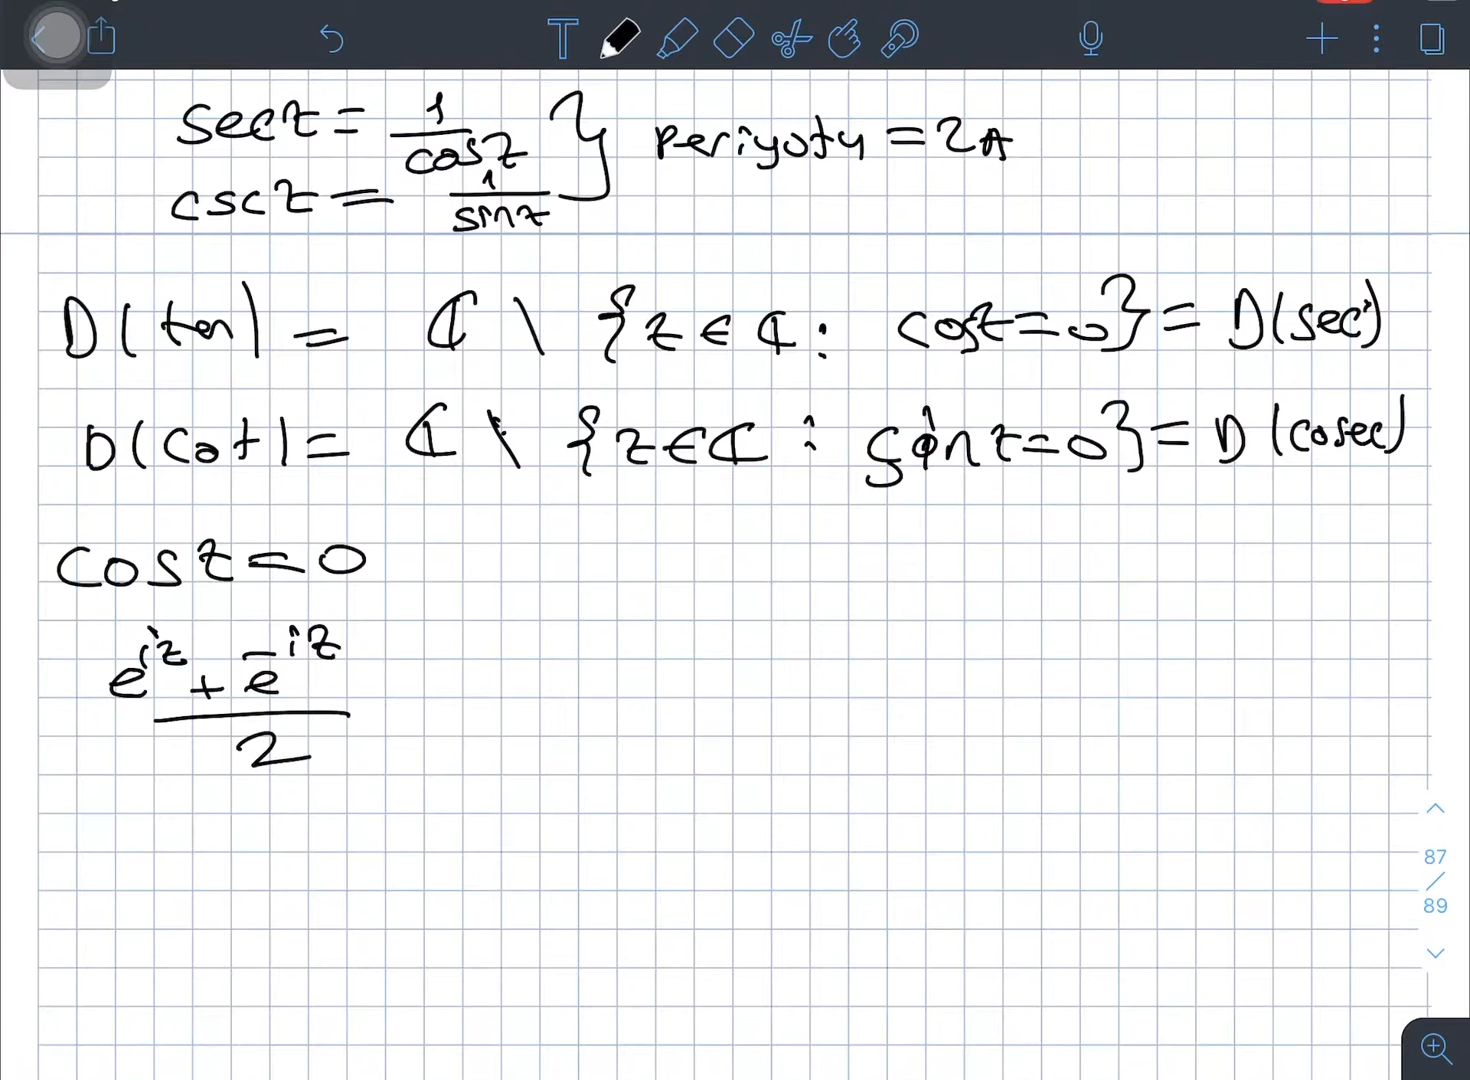 T
sec z = 1/cos z } periyotu = 2π
csc z = 1/sin z
D(tan) = ℂ \ {z ∈ ℂ : cos z = 0} = D(sec)
D(cot) = ℂ \ {z ∈ ℂ : sin z = 0} = D(cosec)
cos z = 0
e^{iz} + e^{-iz}
2
87
/
89